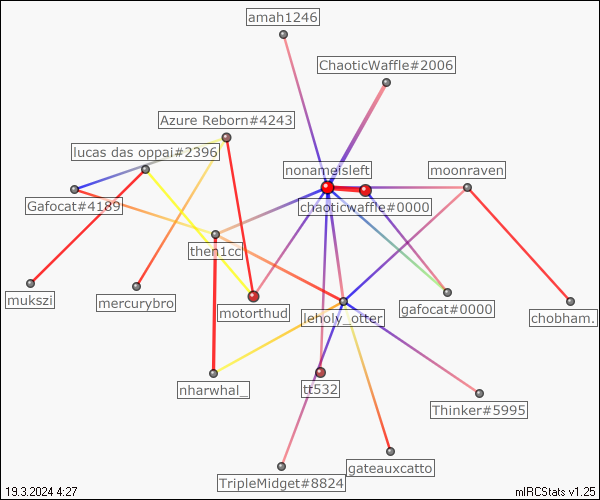 amah1246
ChaoticWaffle#2006
Azure Reborn#4243
lucas das oppai#2396
nonameisleft
moonraven
Gafocat#4189
chaoticwaffle#0000
then1cc
mukszi
mercurybro
motorthud
leholy_otter
gafocat#0000
chobham.
nharwhal_
tt532
Thinker#5995
TripleMidget#8824
gateauxcatto
19.3.2024 4:27
mIRCStats v1.25